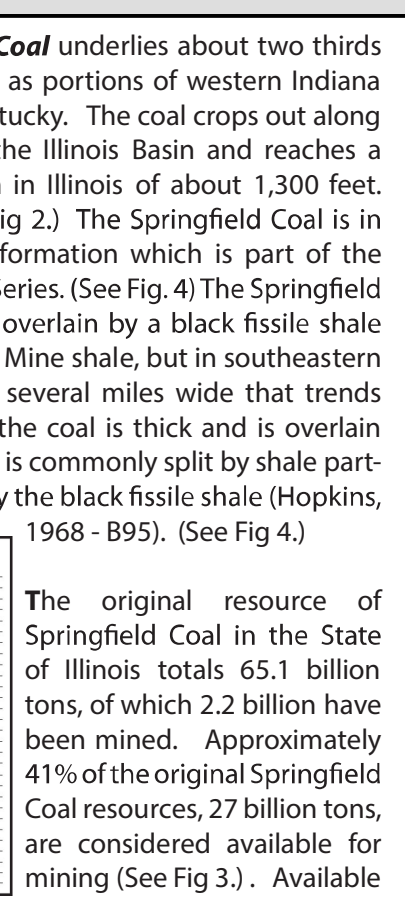 Coal underlies about two thirds
as portions of western Indiana
tucky. The coal crops out along
the Illinois Basin and reaches a
in Illinois of about 1,300 feet.
ig 2.) The Springfield Coal is in
formation which is part of the
Series. (See Fig. 4) The Springfield
overlain by a black fissile shale
Mine shale, but in southeastern
several miles wide that trends
the coal is thick and is overlain
is commonly split by shale part-
y the black fissile shale (Hopkins,
1968 - B95). (See Fig 4.)
The original resource of
Springfield Coal in the State
of Illinois totals 65.1 billion
tons, of which 2.2 billion have
been mined. Approximately
41% of the original Springfield
Coal resources, 27 billion tons,
are considered available for
mining (See Fig 3.) . Available